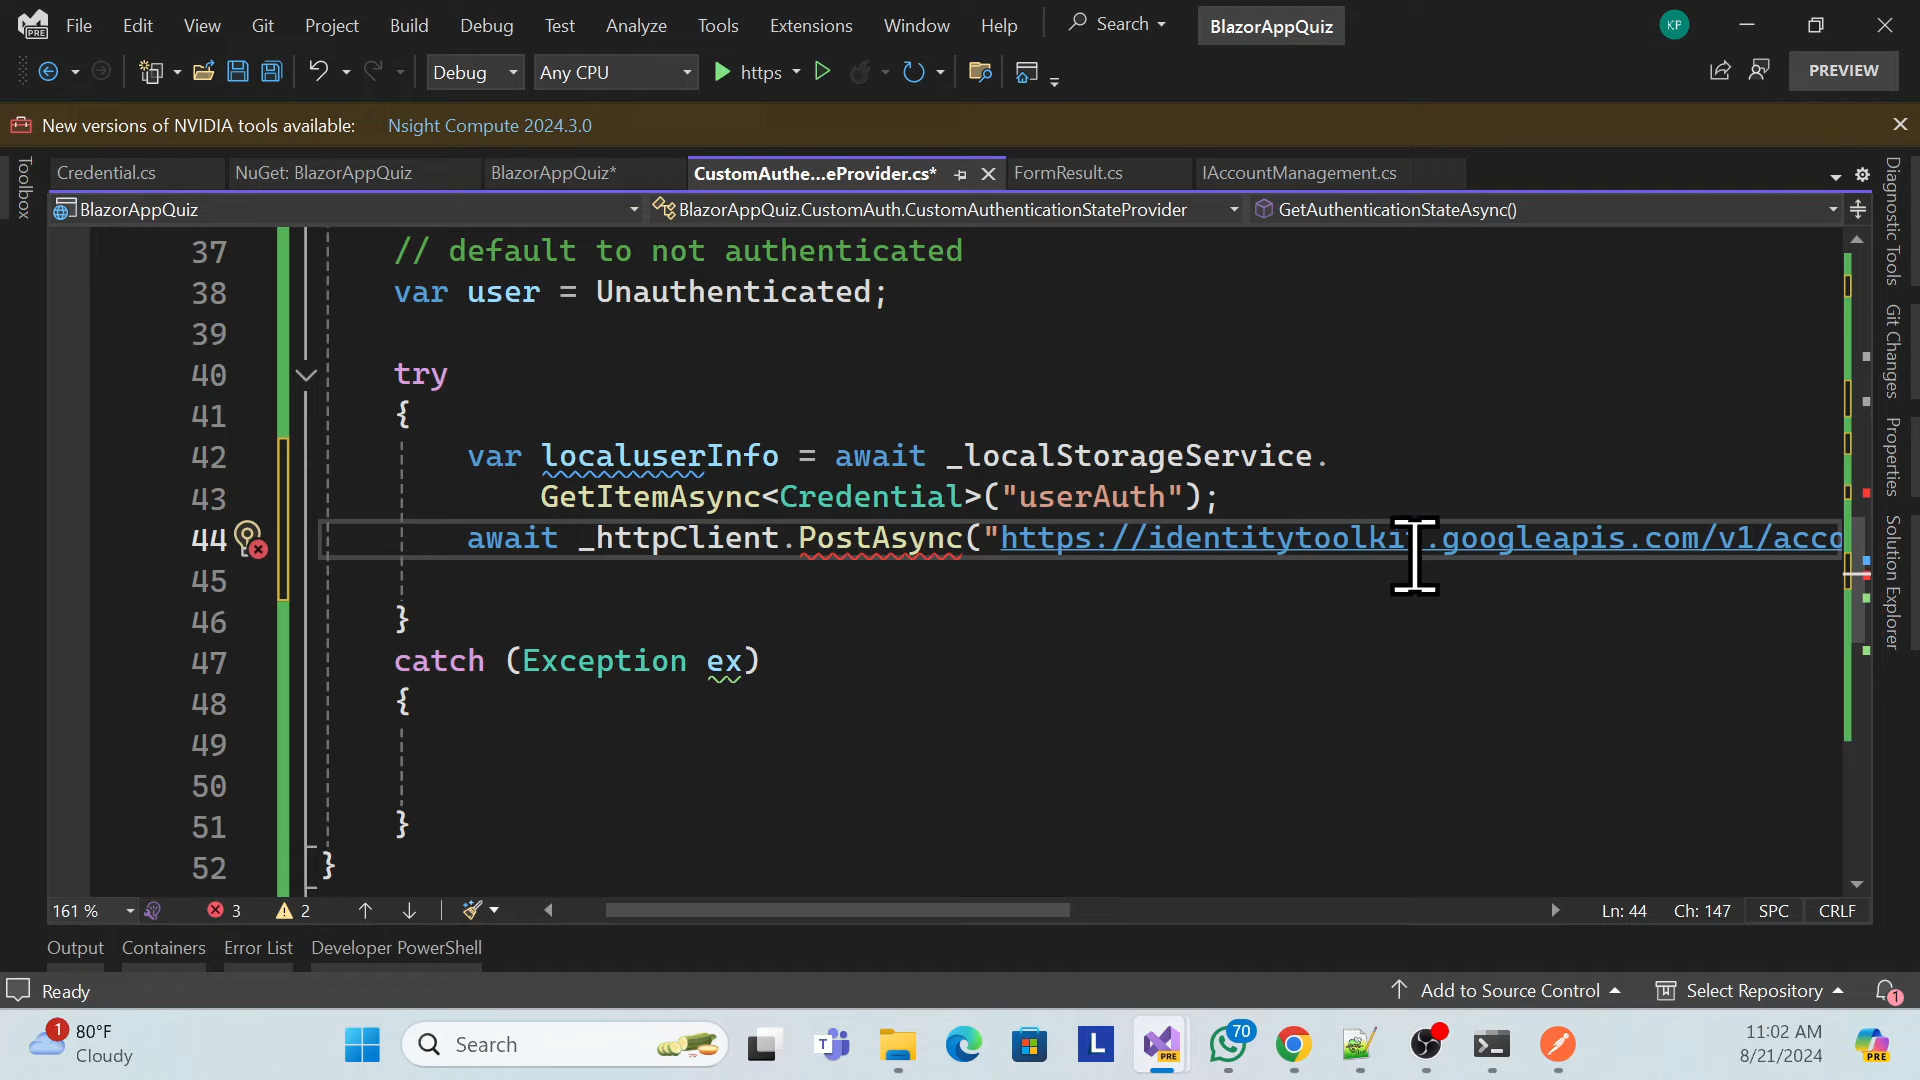 File Edit View Git Project Build Debug Test Analyze Tools Extensions Window Help Search BlazorAppQuiz KP
Debug Any CPU https PREVIEW
New versions of NVIDIA tools available: Nsight Compute 2024.3.0
Credential.cs NuGet: BlazorAppQuiz BlazorAppQuiz* CustomAuthe...eProvider.cs* FormResult.cs IAccountManagement.cs
BlazorAppQuiz BlazorAppQuiz.CustomAuth.CustomAuthenticationStateProvider GetAuthenticationStateAsync()
Toolbox
37 // default to not authenticated
38 var user = Unauthenticated;
39
40 try
41 {
42 var localuserInfo = await _localStorageService.
43 GetItemAsync<Credential>("userAuth");
44 await _httpClient.PostAsync("https://identitytoolkit.googleapis.com/v1/acco
45
46 }
47 catch (Exception ex)
48 {
49
50
51 }
52 }
Diagnostic Tools
Git Changes
Properties
Solution Explorer
161 % 3 2 Ln: 44 Ch: 147 SPC CRLF
Output Containers Error List Developer PowerShell
Ready Add to Source Control Select Repository 1
1 80°F Search 70 11:02 AM
Cloudy 8/21/2024